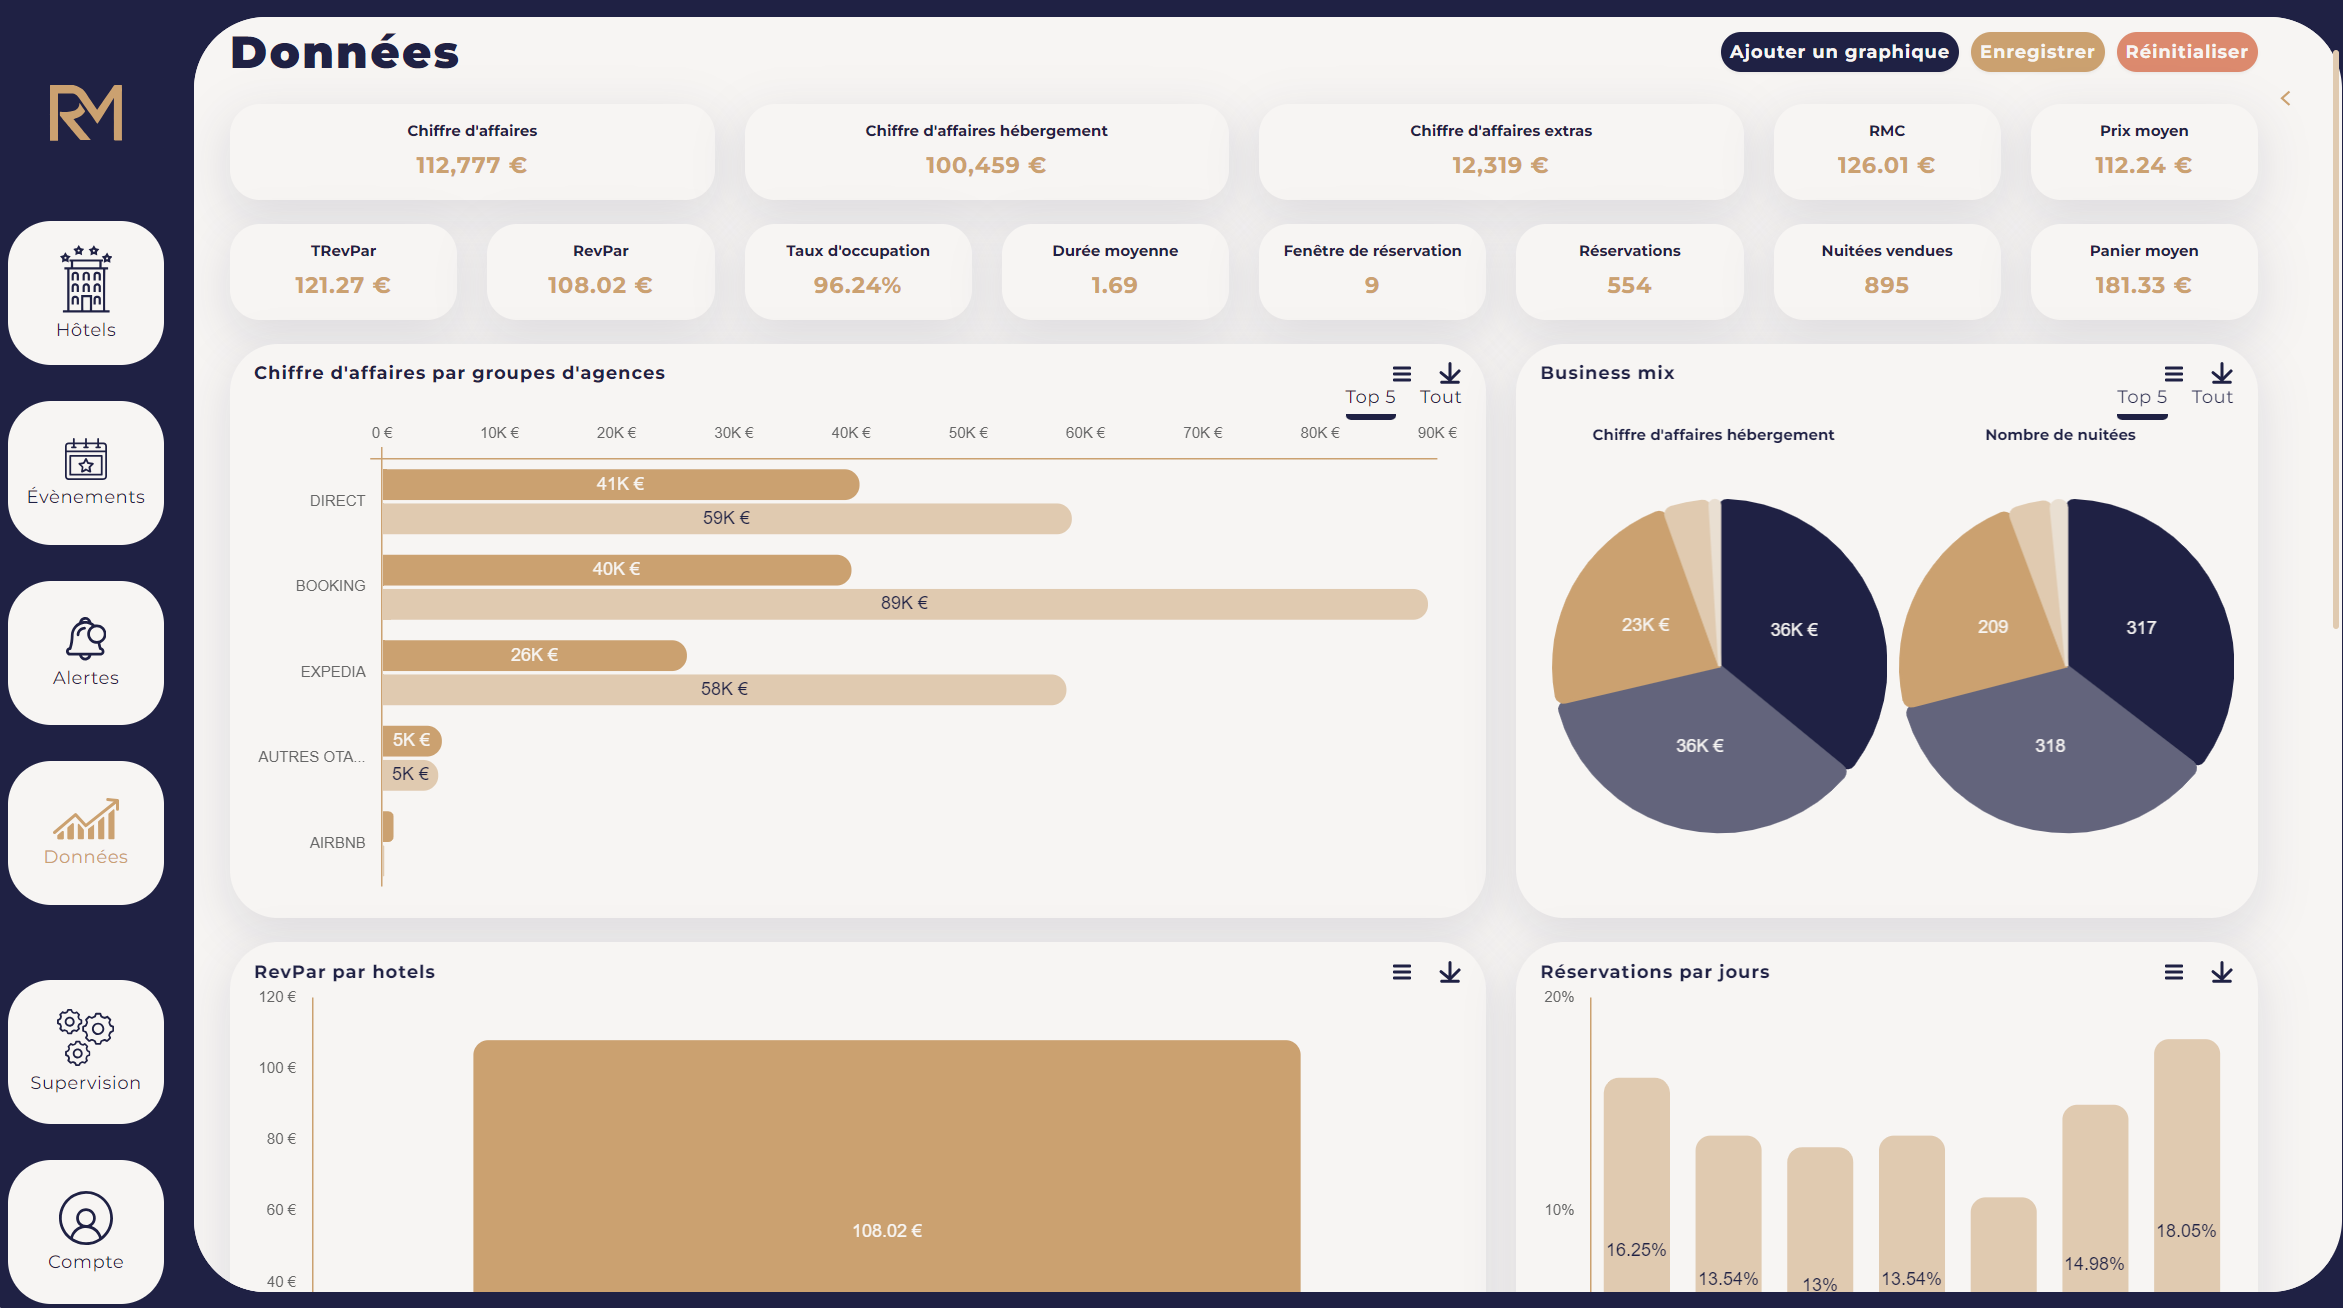 Données
Ajouter un graphique
Enregistrer
Réinitialiser
RM
Hôtels
Évènements
Alertes
Données
Supervision
Compte
Chiffre d'affaires
112,777 €
Chiffre d'affaires hébergement
100,459 €
Chiffre d'affaires extras
12,319 €
RMC
126.01 €
Prix moyen
112.24 €
TRevPar
121.27 €
RevPar
108.02 €
Taux d'occupation
96.24%
Durée moyenne
1.69
Fenêtre de réservation
9
Réservations
554
Nuitées vendues
895
Panier moyen
181.33 €
Chiffre d'affaires par groupes d'agences
Top 5 Tout
0 € 10K € 20K € 30K € 40K € 50K € 60K € 70K € 80K € 90K €
DIRECT
41K €
59K €
BOOKING
40K €
89K €
EXPEDIA
26K €
58K €
AUTRES OTA...
5K €
5K €
AIRBNB
Business mix
Top 5 Tout
Chiffre d'affaires hébergement
23K €
36K €
36K €
Nombre de nuitées
209
317
318
RevPar par hotels
120 €
100 €
80 €
60 €
40 €
108.02 €
Réservations par jours
20%
10%
16.25%
13.54%
13%
13.54%
14.98%
18.05%